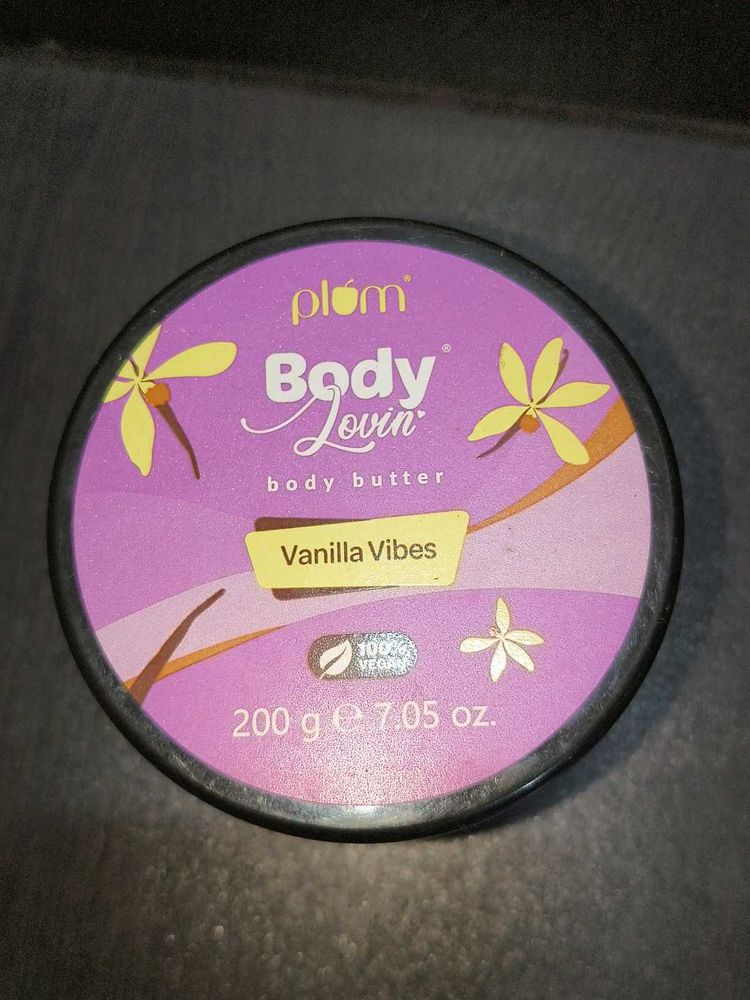 plum®
Body®
Lovin'
body butter
Vanilla Vibes
100%
VEGAN
200 g ℮ 7.05 oz.